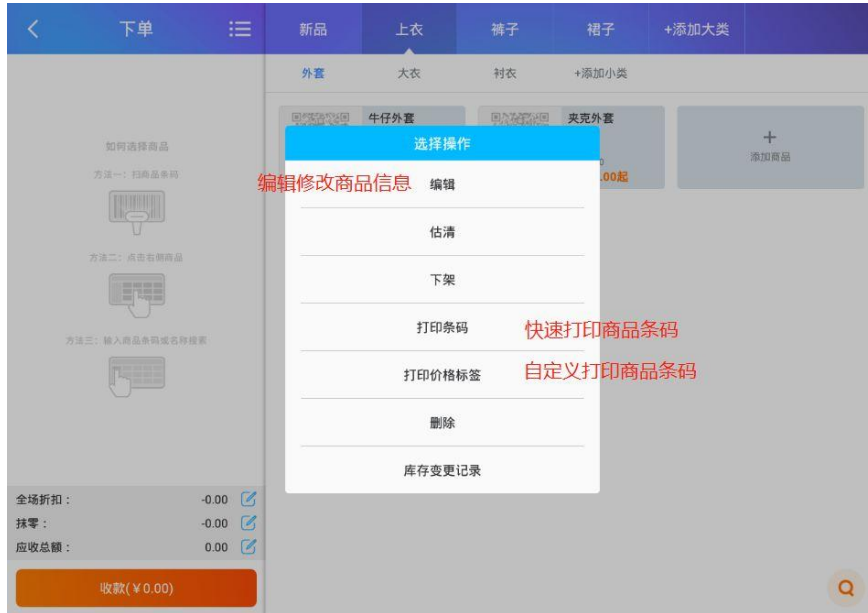 下单
新品
上衣
裤子
裙子
+添加大类
外套
大衣
衬衣
+添加小类
如何选择商品
方法一：扫商品条码
方法二：点击右侧商品
方法三：输入商品条码或名称搜索
牛仔外套
夹克外套
.00起
添加商品
选择操作
编辑修改商品信息
编辑
估清
下架
打印条码
快速打印商品条码
打印价格标签
自定义打印商品条码
删除
库存变更记录
全场折扣： -0.00
抹零： -0.00
应收总额： 0.00
收款(￥0.00)